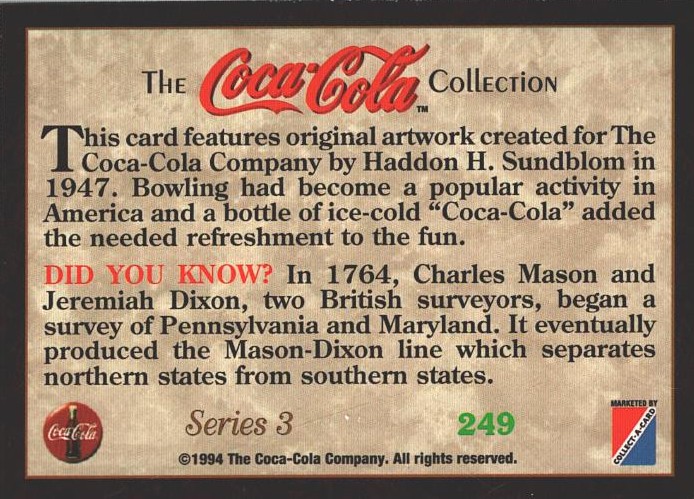 The Coca-Cola™ Collection
This card features original artwork created for The
Coca-Cola Company by Haddon H. Sundblom in
1947. Bowling had become a popular activity in
America and a bottle of ice-cold “Coca-Cola” added
the needed refreshment to the fun.
DID YOU KNOW? In 1764, Charles Mason and
Jeremiah Dixon, two British surveyors, began a
survey of Pennsylvania and Maryland. It eventually
produced the Mason-Dixon line which separates
northern states from southern states.
Coca-Cola
Series 3
249
MARKETED BY
COLLECT-A-CARD
©1994 The Coca-Cola Company. All rights reserved.